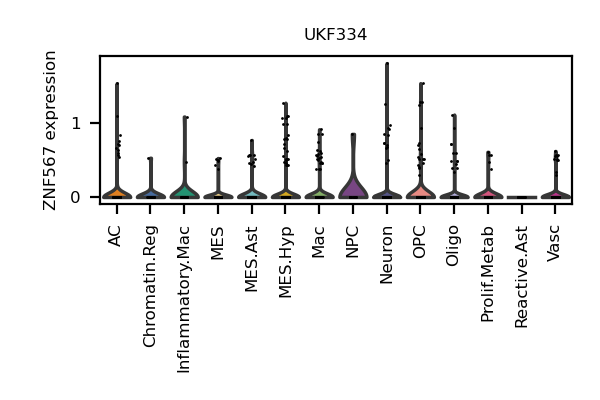 UKF334
ZNF567 expression
1
0
AC
Chromatin.Reg
Inflammatory.Mac
MES
MES.Ast
MES.Hyp
Mac
NPC
Neuron
OPC
Oligo
Prolif.Metab
Reactive.Ast
Vasc